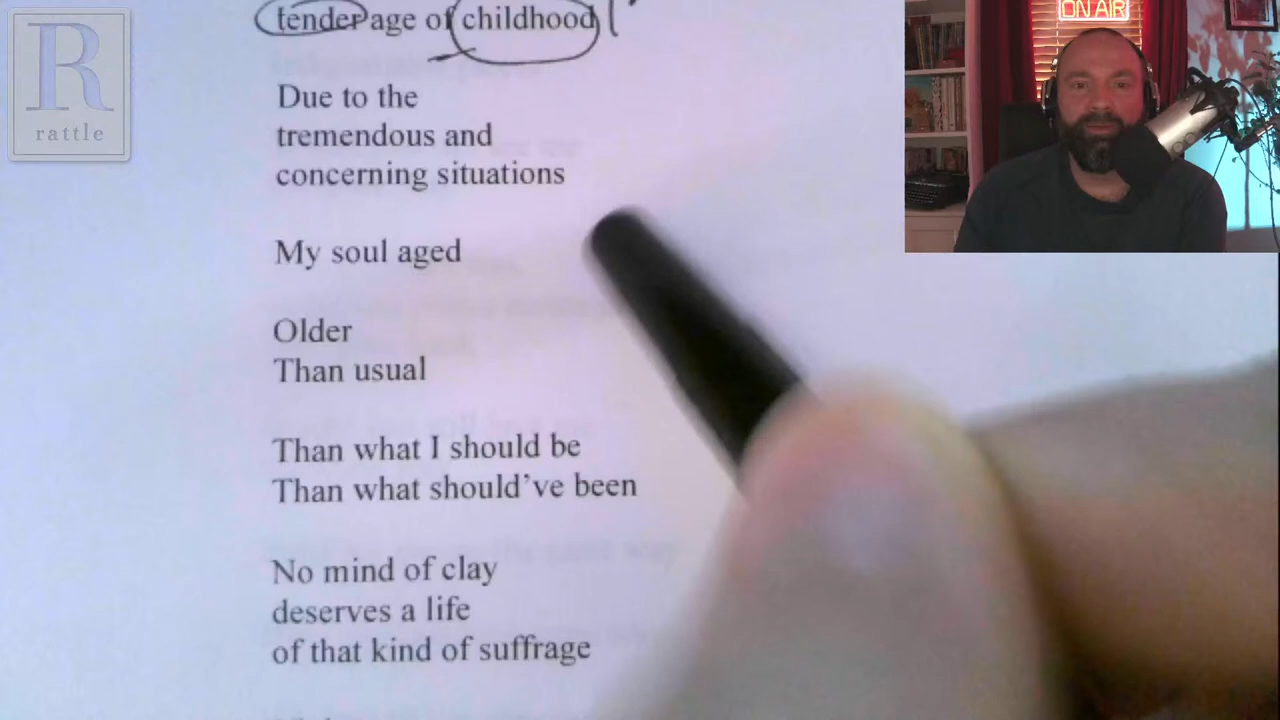 tender age of childhood
Due to the
tremendous and
concerning situations
My soul aged
Older
Than usual
Than what I should be
Than what should've been
No mind of clay
deserves a life
of that kind of suffrage
R
rattle
ON AIR